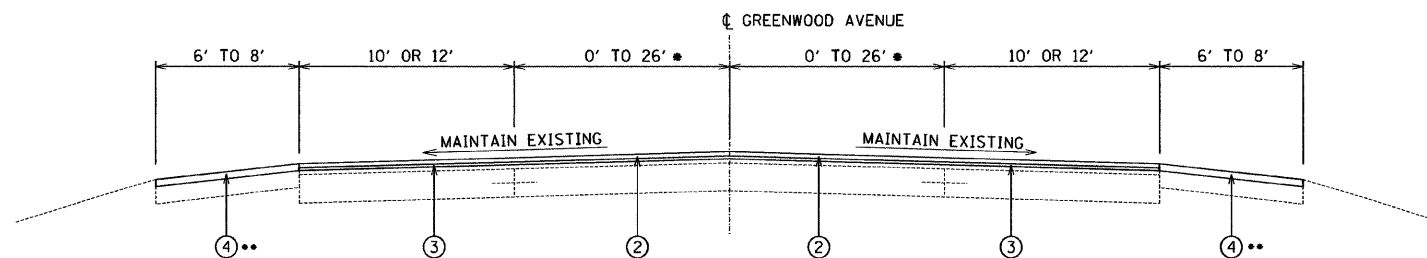 ℄ GREENWOOD AVENUE
6' TO 8' 10' OR 12' 0' TO 26' * 0' TO 26' * 10' OR 12' 6' TO 8'
MAINTAIN EXISTING MAINTAIN EXISTING
4 ** 3 2 2 3 4 **